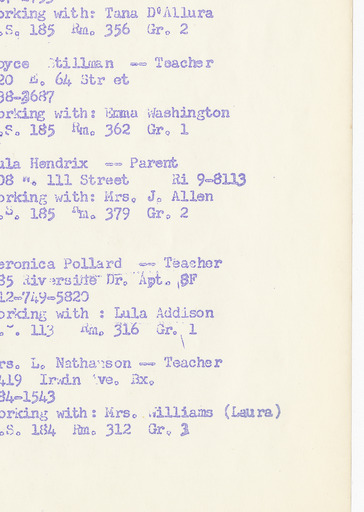 orking with: Tana D'Allura
.S. 185 Rm. 356 Gr. 2
oyce Stillman -- Teacher
20 E. 64 Str et
38-3687
orking with: Emma Washington
.S. 185 Rm. 362 Gr. 1
ula Hendrix -- Parent
08 W. 111 Street Ri 9-8113
orking with: Mrs. J. Allen
.S. 185 Rm. 379 Gr. 2
eronica Pollard -- Teacher
35 Riverside Dr. Apt. 8F
12-749-5820
orking with : Lula Addison
113 Rm. 316 Gr. 1
rs. L. Nathanson -- Teacher
419 Irwin ve. Bx.
84-1543
orking with: Mrs. Williams (Laura)
.S. 184 Rm. 312 Gr.